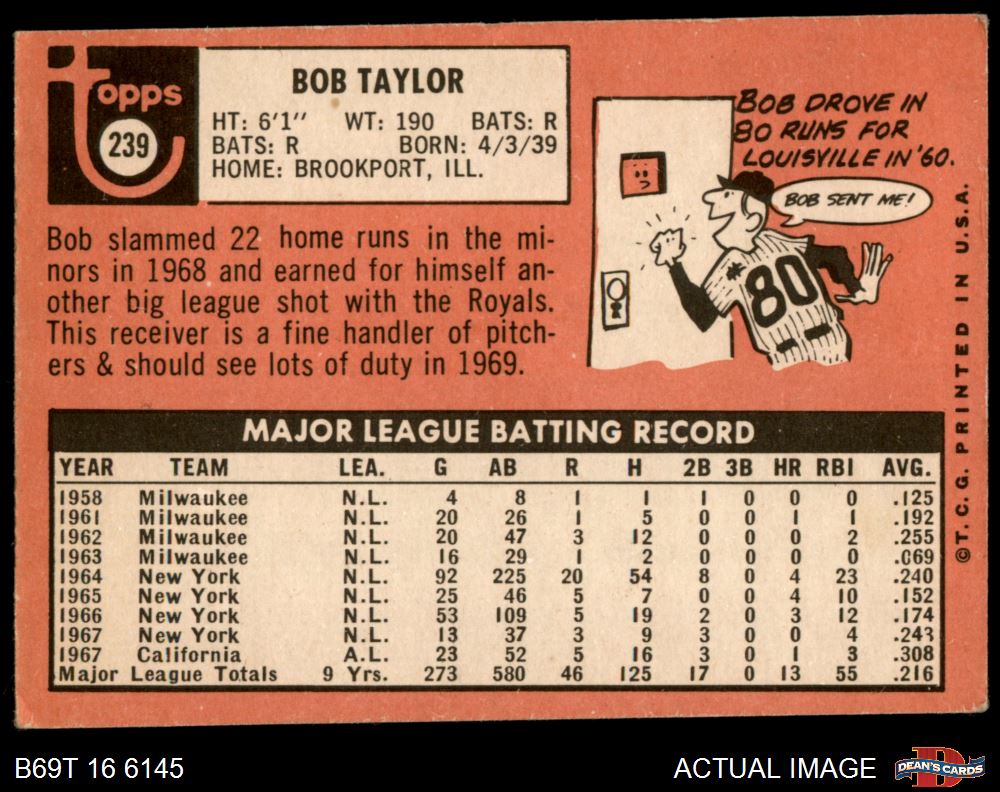 Topps
239
BOB TAYLOR
HT: 6'1" WT: 190 BATS: R
BATS: R BORN: 4/3/39
HOME: BROOKPORT, ILL.
Bob slammed 22 home runs in the mi-
nors in 1968 and earned for himself an-
other big league shot with the Royals.
This receiver is a fine handler of pitch-
ers & should see lots of duty in 1969.
BOB DROVE IN
80 RUNS FOR
LOUISVILLE IN '60.
BOB SENT ME!
#80
MAJOR LEAGUE BATTING RECORD
YEAR TEAM LEA. G AB R H 2B 3B HR RBI AVG.
1958 Milwaukee N.L. 4 8 1 1 1 0 0 0 .125
1961 Milwaukee N.L. 20 26 1 5 0 0 1 1 .192
1962 Milwaukee N.L. 20 47 3 12 0 0 0 2 .255
1963 Milwaukee N.L. 16 29 1 2 0 0 0 0 .069
1964 New York N.L. 92 225 20 54 8 0 4 23 .240
1965 New York N.L. 25 46 5 7 0 0 4 10 .152
1966 New York N.L. 53 109 5 19 2 0 3 12 .174
1967 New York N.L. 13 37 3 9 3 0 0 4 .243
1967 California A.L. 23 52 5 16 3 0 1 3 .308
Major League Totals 9 Yrs. 273 580 46 125 17 0 13 55 .216
©T.C.G. PRINTED IN U.S.A.
B69T 16 6145
ACTUAL IMAGE
D
DEAN'S CARDS